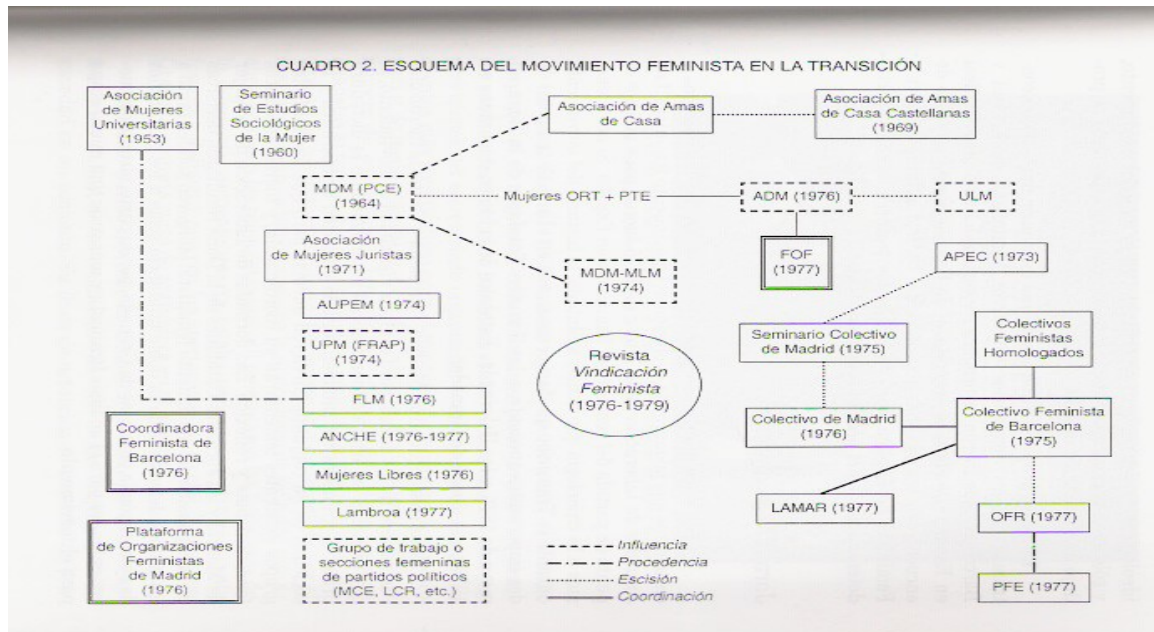 CUADRO 2. ESQUEMA DEL MOVIMIENTO FEMINISTA EN LA TRANSICIÓN
Asociación
de Mujeres
Universitarias
(1953)
Seminario
de Estudios
Sociológicos
de la Mujer
(1960)
Asociación de Amas
de Casa
Asociación de Amas
de Casa Castellanas
(1969)
MDM (PCE)
(1964)
Mujeres ORT + PTE
ADM (1976)
ULM
Asociación
de Mujeres Juristas
(1971)
MDM-MLM
(1974)
FOF
(1977)
APEC (1973)
AUPEM (1974)
UPM (FRAP)
(1974)
Revista
Vindicación
Feminista
(1976-1979)
Seminario Colectivo
de Madrid (1975)
Colectivos
Feministas
Homologados
FLM (1976)
Coordinadora
Feminista de
Barcelona
(1976)
ANCHE (1976-1977)
Colectivo de Madrid
(1976)
Colectivo Feminista
de Barcelona
(1975)
Mujeres Libres (1976)
Lambroa (1977)
LAMAR (1977)
OFR (1977)
Plataforma
de Organizaciones
Feministas
de Madrid
(1976)
Grupo de trabajo o
secciones femeninas
de partidos políticos
(MCE, LCR, etc.)
Influencia
Procedencia
Escisión
Coordinación
PFE (1977)